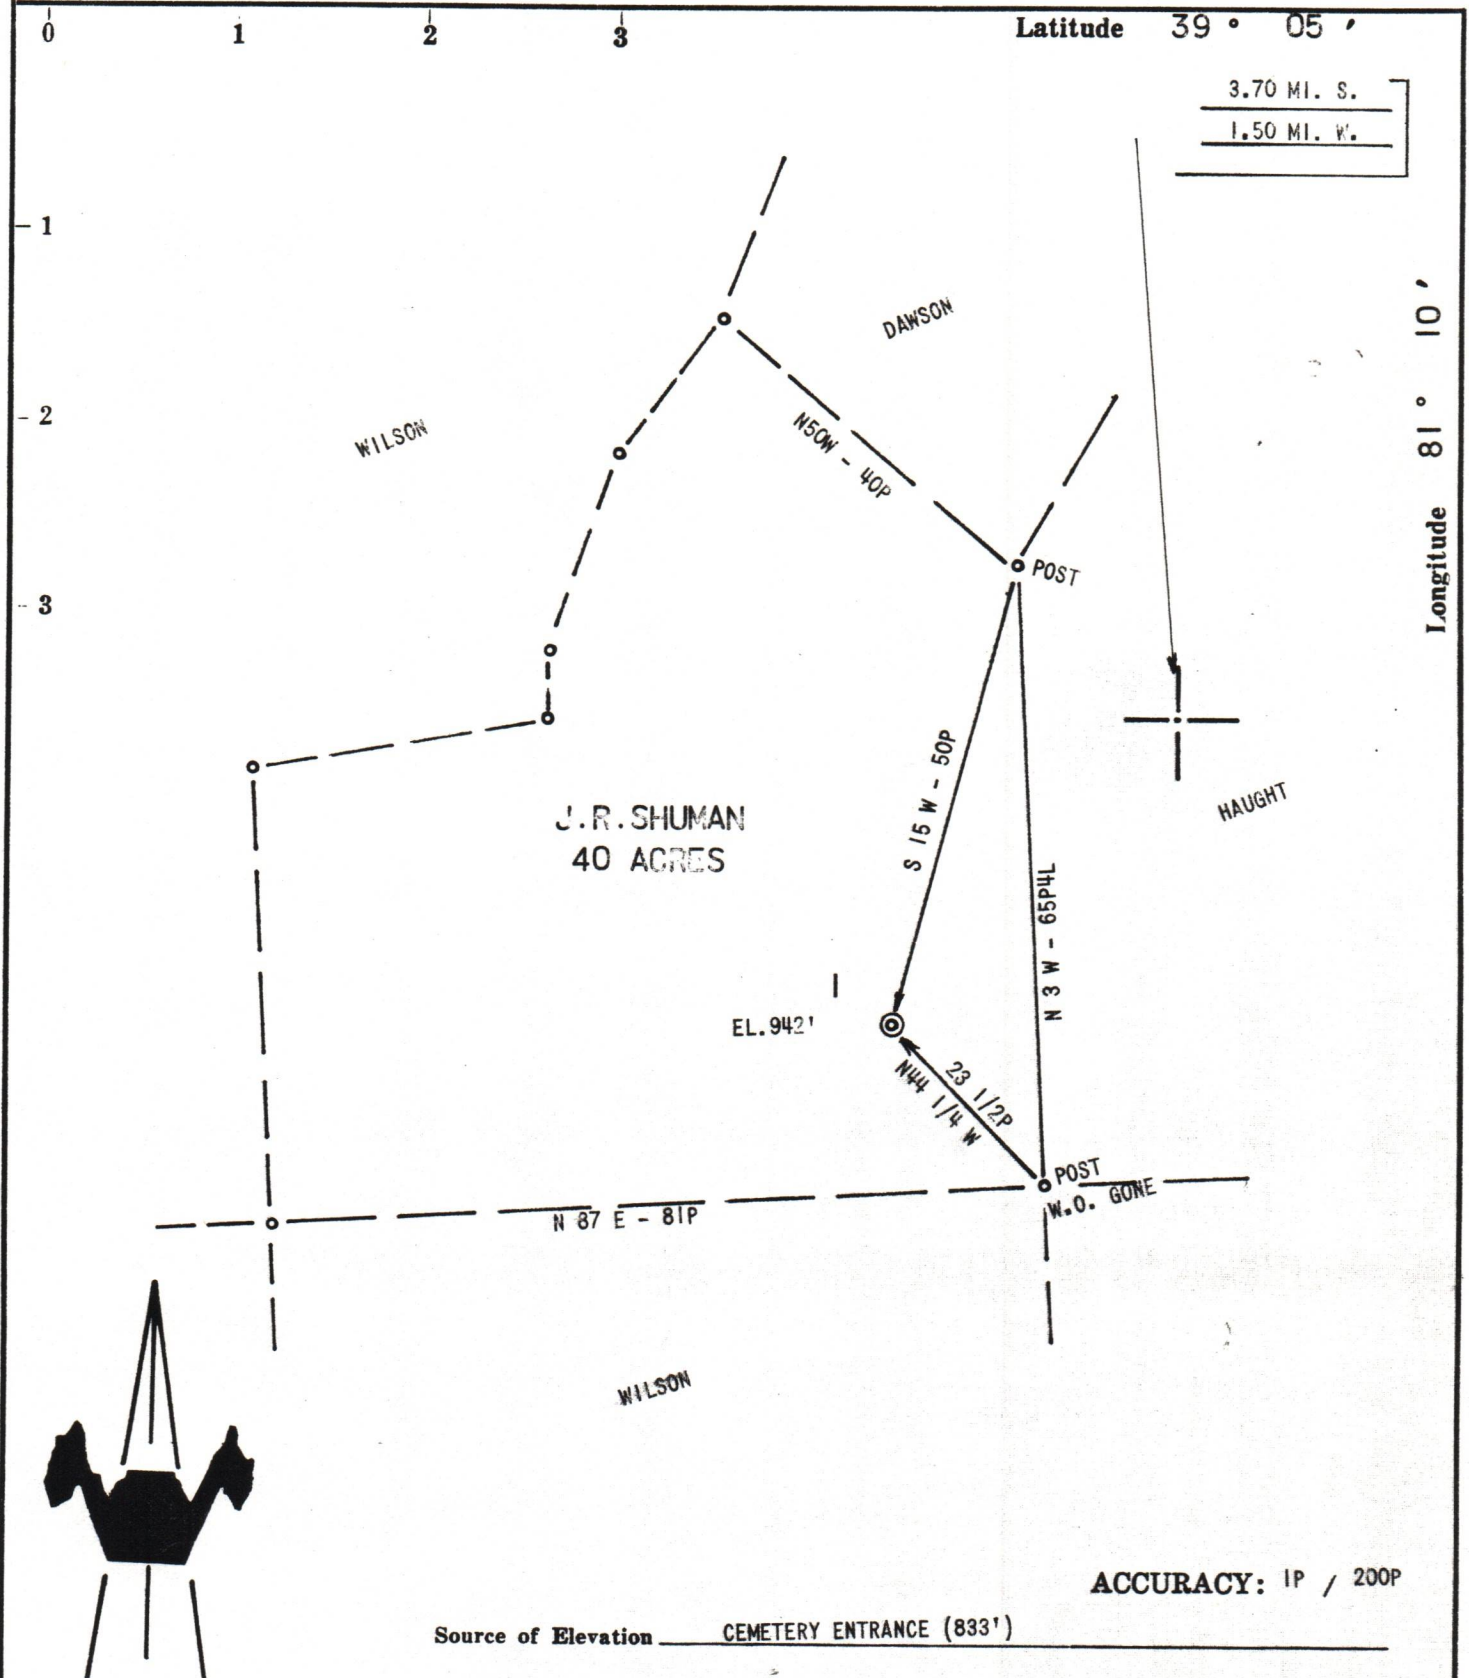 0 1 2 3 Latitude 39 ° 05 '
3.70 MI. S.
1.50 MI. W.
1
2
3
Longitude 81 ° 10 '
DAWSON
WILSON
N50W - 40P
POST
S 15 W - 50P
HAUGHT
J.R.SHUMAN
40 ACRES
N 3 W - 65P4L
1
EL.942'
23 1/2P
N44 1/4 W
POST
W.O. GONE
N 87 E - 81P
WILSON
ACCURACY: 1P / 200P
Source of Elevation CEMETERY ENTRANCE (833')